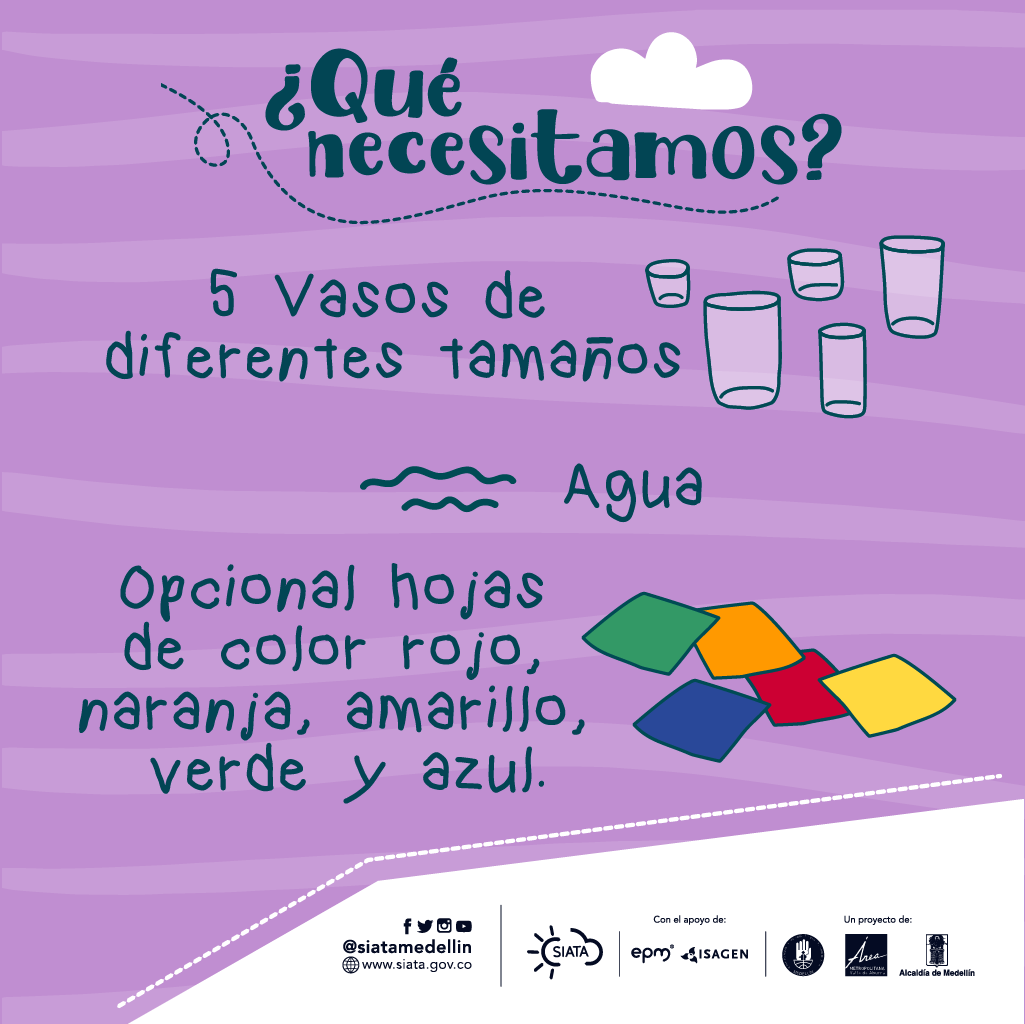 ¿Qué
necesitamos?
5 Vasos de
diferentes tamaños
Agua
Opcional hojas
de color rojo,
naranja, amarillo,
verde y azul.
@siatamedellin
www.siata.gov.co
SIATA
Con el apoyo de:
epm
ISAGEN
Un proyecto de:
Área
METROPOLITANA
Alcaldía de Medellín